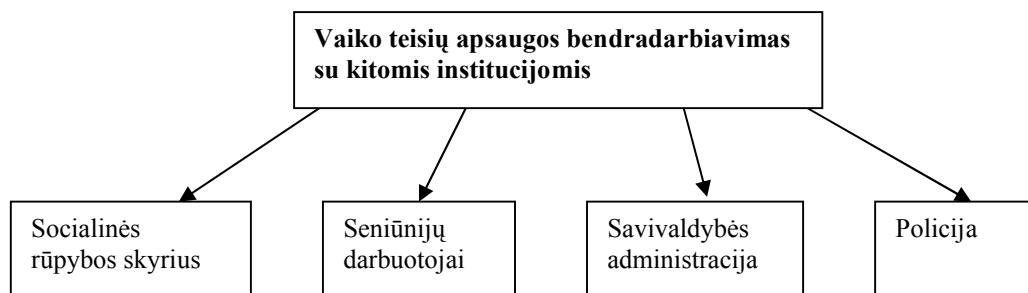 Vaiko teisių apsaugos bendradarbiavimas
su kitomis institucijomis
Socialinės
rūpybos skyrius
Seniūnijų
darbuotojai
Savivaldybės
administracija
Policija